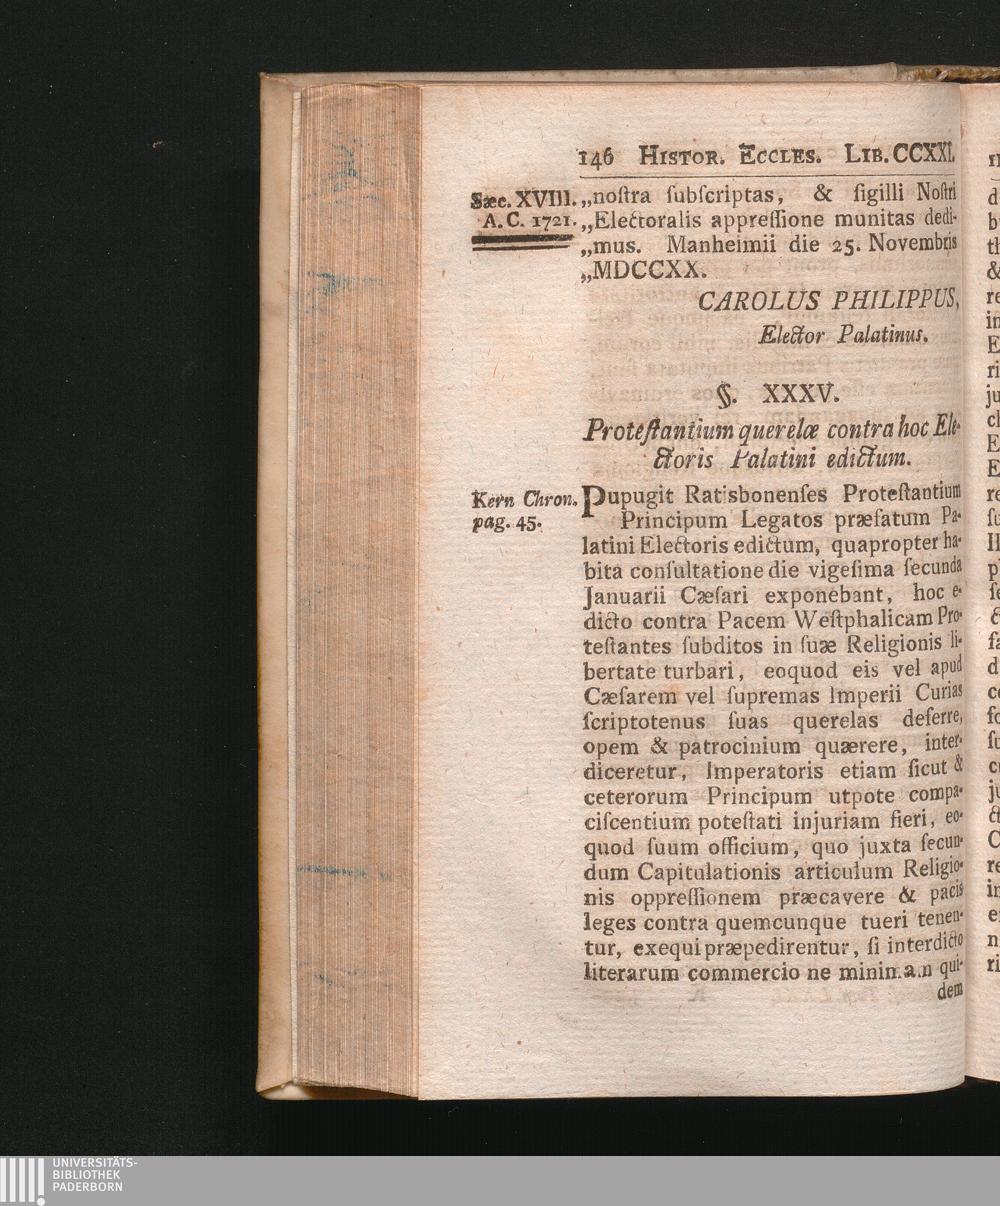 146 HISTOR. ECCLES. LIB. CCXXI.
Sæc. XVIII.
A. C. 1721.
„noſtra ſubſcriptas, & ſigilli Noſtri
„Electoralis appreſſione munitas dedi-
„mus. Manheimii die 25. Novembris
„MDCCXX.
CAROLUS PHILIPPUS,
Elector Palatinus.
§. XXXV.
Proteſtantium querelæ contra hoc Ele-
ctoris Palatini edictum.
Kern Chron.
pag. 45.
Pupugit Ratisbonenſes Proteſtantium
Principum Legatos præfatum Pa-
latini Electoris edictum, quapropter ha-
bita conſultatione die vigeſima ſecunda
Januarii Cæſari exponebant, hoc e-
dicto contra Pacem Weſtphalicam Pro-
teſtantes ſubditos in ſuæ Religionis li-
bertate turbari, eoquod eis vel apud
Cæſarem vel ſupremas Imperii Curias
ſcriptotenus ſuas querelas deferre,
opem & patrocinium quærere, inter-
diceretur, Imperatoris etiam ſicut &
ceterorum Principum utpote compa-
ciſcentium poteſtati injuriam fieri, eo-
quod ſuum officium, quo juxta ſecun-
dum Capitulationis articulum Religio-
nis oppreſſionem præcavere & pacis
leges contra quemcunque tueri tenen-
tur, exequi præpedirentur, ſi interdicto
literarum commercio ne minimam qui-
dem
UNIVERSITÄTS-
BIBLIOTHEK
PADERBORN